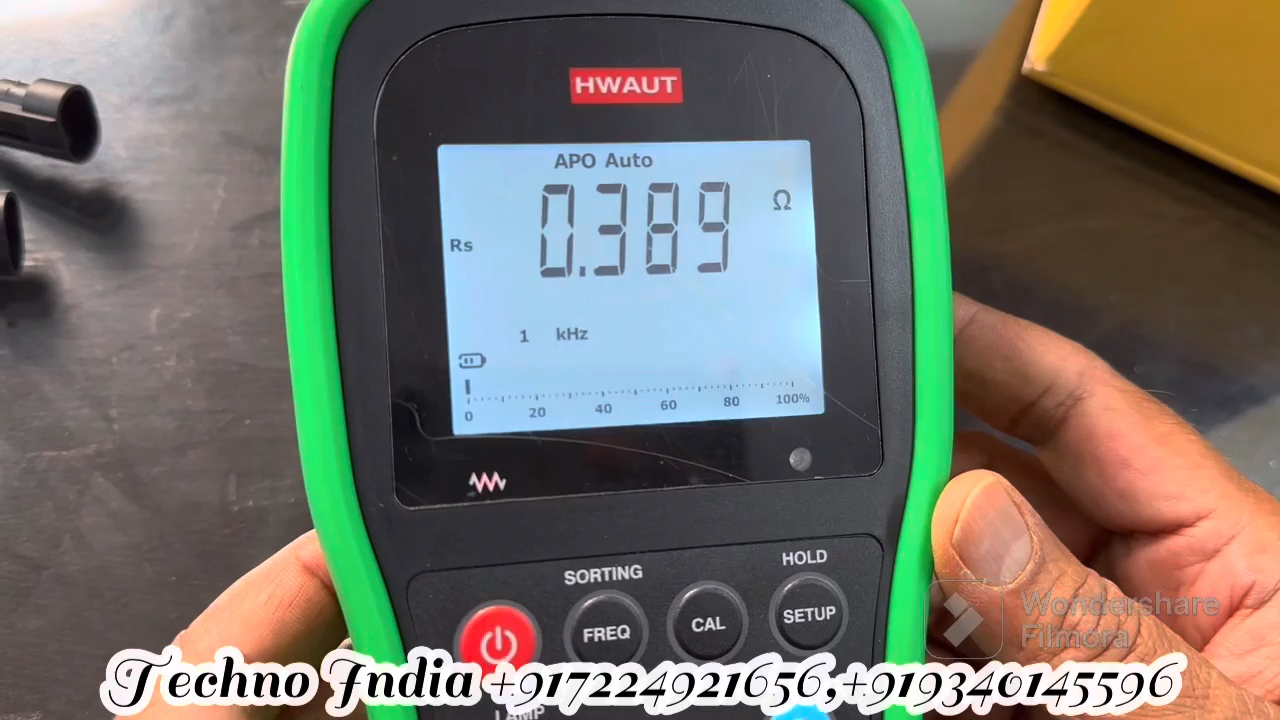 HWAUT
APO Auto
0.389 Ω
Rs
1 kHz
0 20 40 60 80 100%
HOLD
SORTING
FREQ CAL SETUP
Wondershare
Filmora
Techno India +917224921656,+919340145596
LAMP